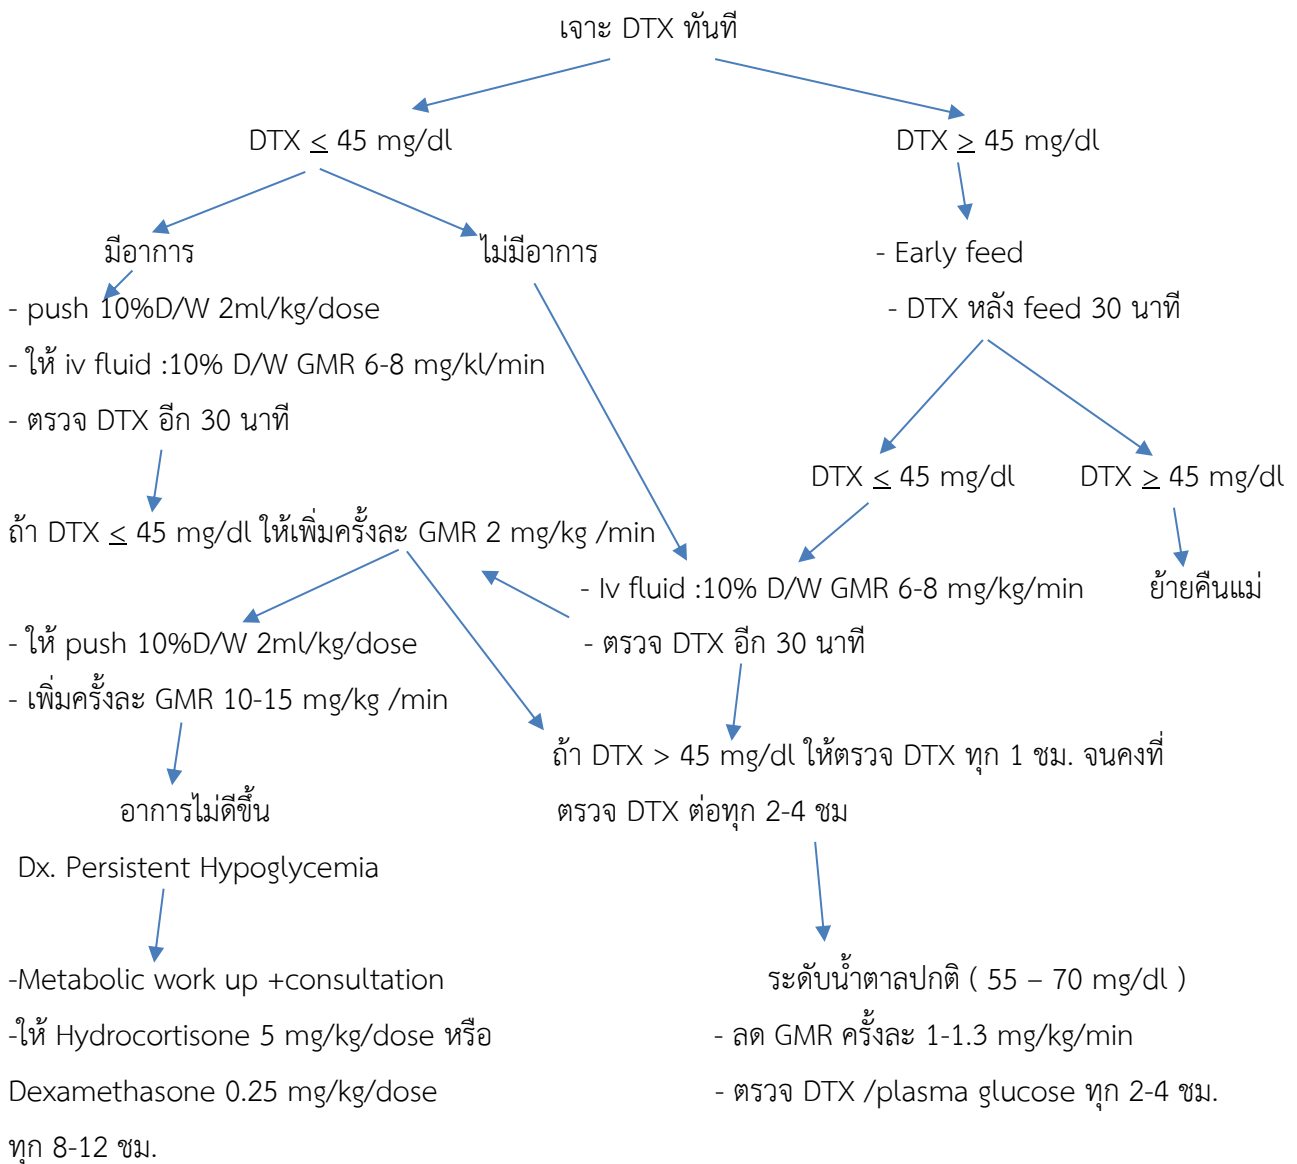 เจาะ DTX ทันที
DTX ≤ 45 mg/dl
DTX ≥ 45 mg/dl
มีอาการ
ไม่มีอาการ
- Early feed
- push 10%D/W 2ml/kg/dose
- DTX หลัง feed 30 นาที
- ให้ iv fluid :10% D/W GMR 6-8 mg/kl/min
- ตรวจ DTX อีก 30 นาที
DTX ≤ 45 mg/dl
DTX ≥ 45 mg/dl
ถ้า DTX ≤ 45 mg/dl ให้เพิ่มครั้งละ GMR 2 mg/kg /min
- Iv fluid :10% D/W GMR 6-8 mg/kg/min
ย้ายคืนแม่
- ให้ push 10%D/W 2ml/kg/dose
- ตรวจ DTX อีก 30 นาที
- เพิ่มครั้งละ GMR 10-15 mg/kg /min
ถ้า DTX > 45 mg/dl ให้ตรวจ DTX ทุก 1 ชม. จนคงที่
อาการไม่ดีขึ้น
ตรวจ DTX ต่อทุก 2-4 ชม
Dx. Persistent Hypoglycemia
-Metabolic work up +consultation
ระดับน้ำตาลปกติ ( 55 – 70 mg/dl )
-ให้ Hydrocortisone 5 mg/kg/dose หรือ
- ลด GMR ครั้งละ 1-1.3 mg/kg/min
Dexamethasone 0.25 mg/kg/dose
- ตรวจ DTX /plasma glucose ทุก 2-4 ชม.
ทุก 8-12 ชม.